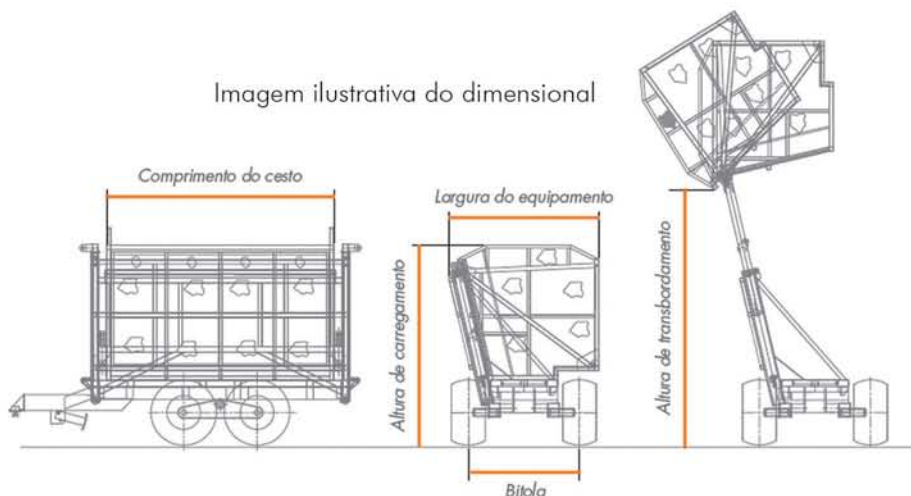 Imagem ilustrativa do dimensional
Comprimento do cesto
Largura do equipamento
Altura de carregamento
Altura de transbordamento
Bitola